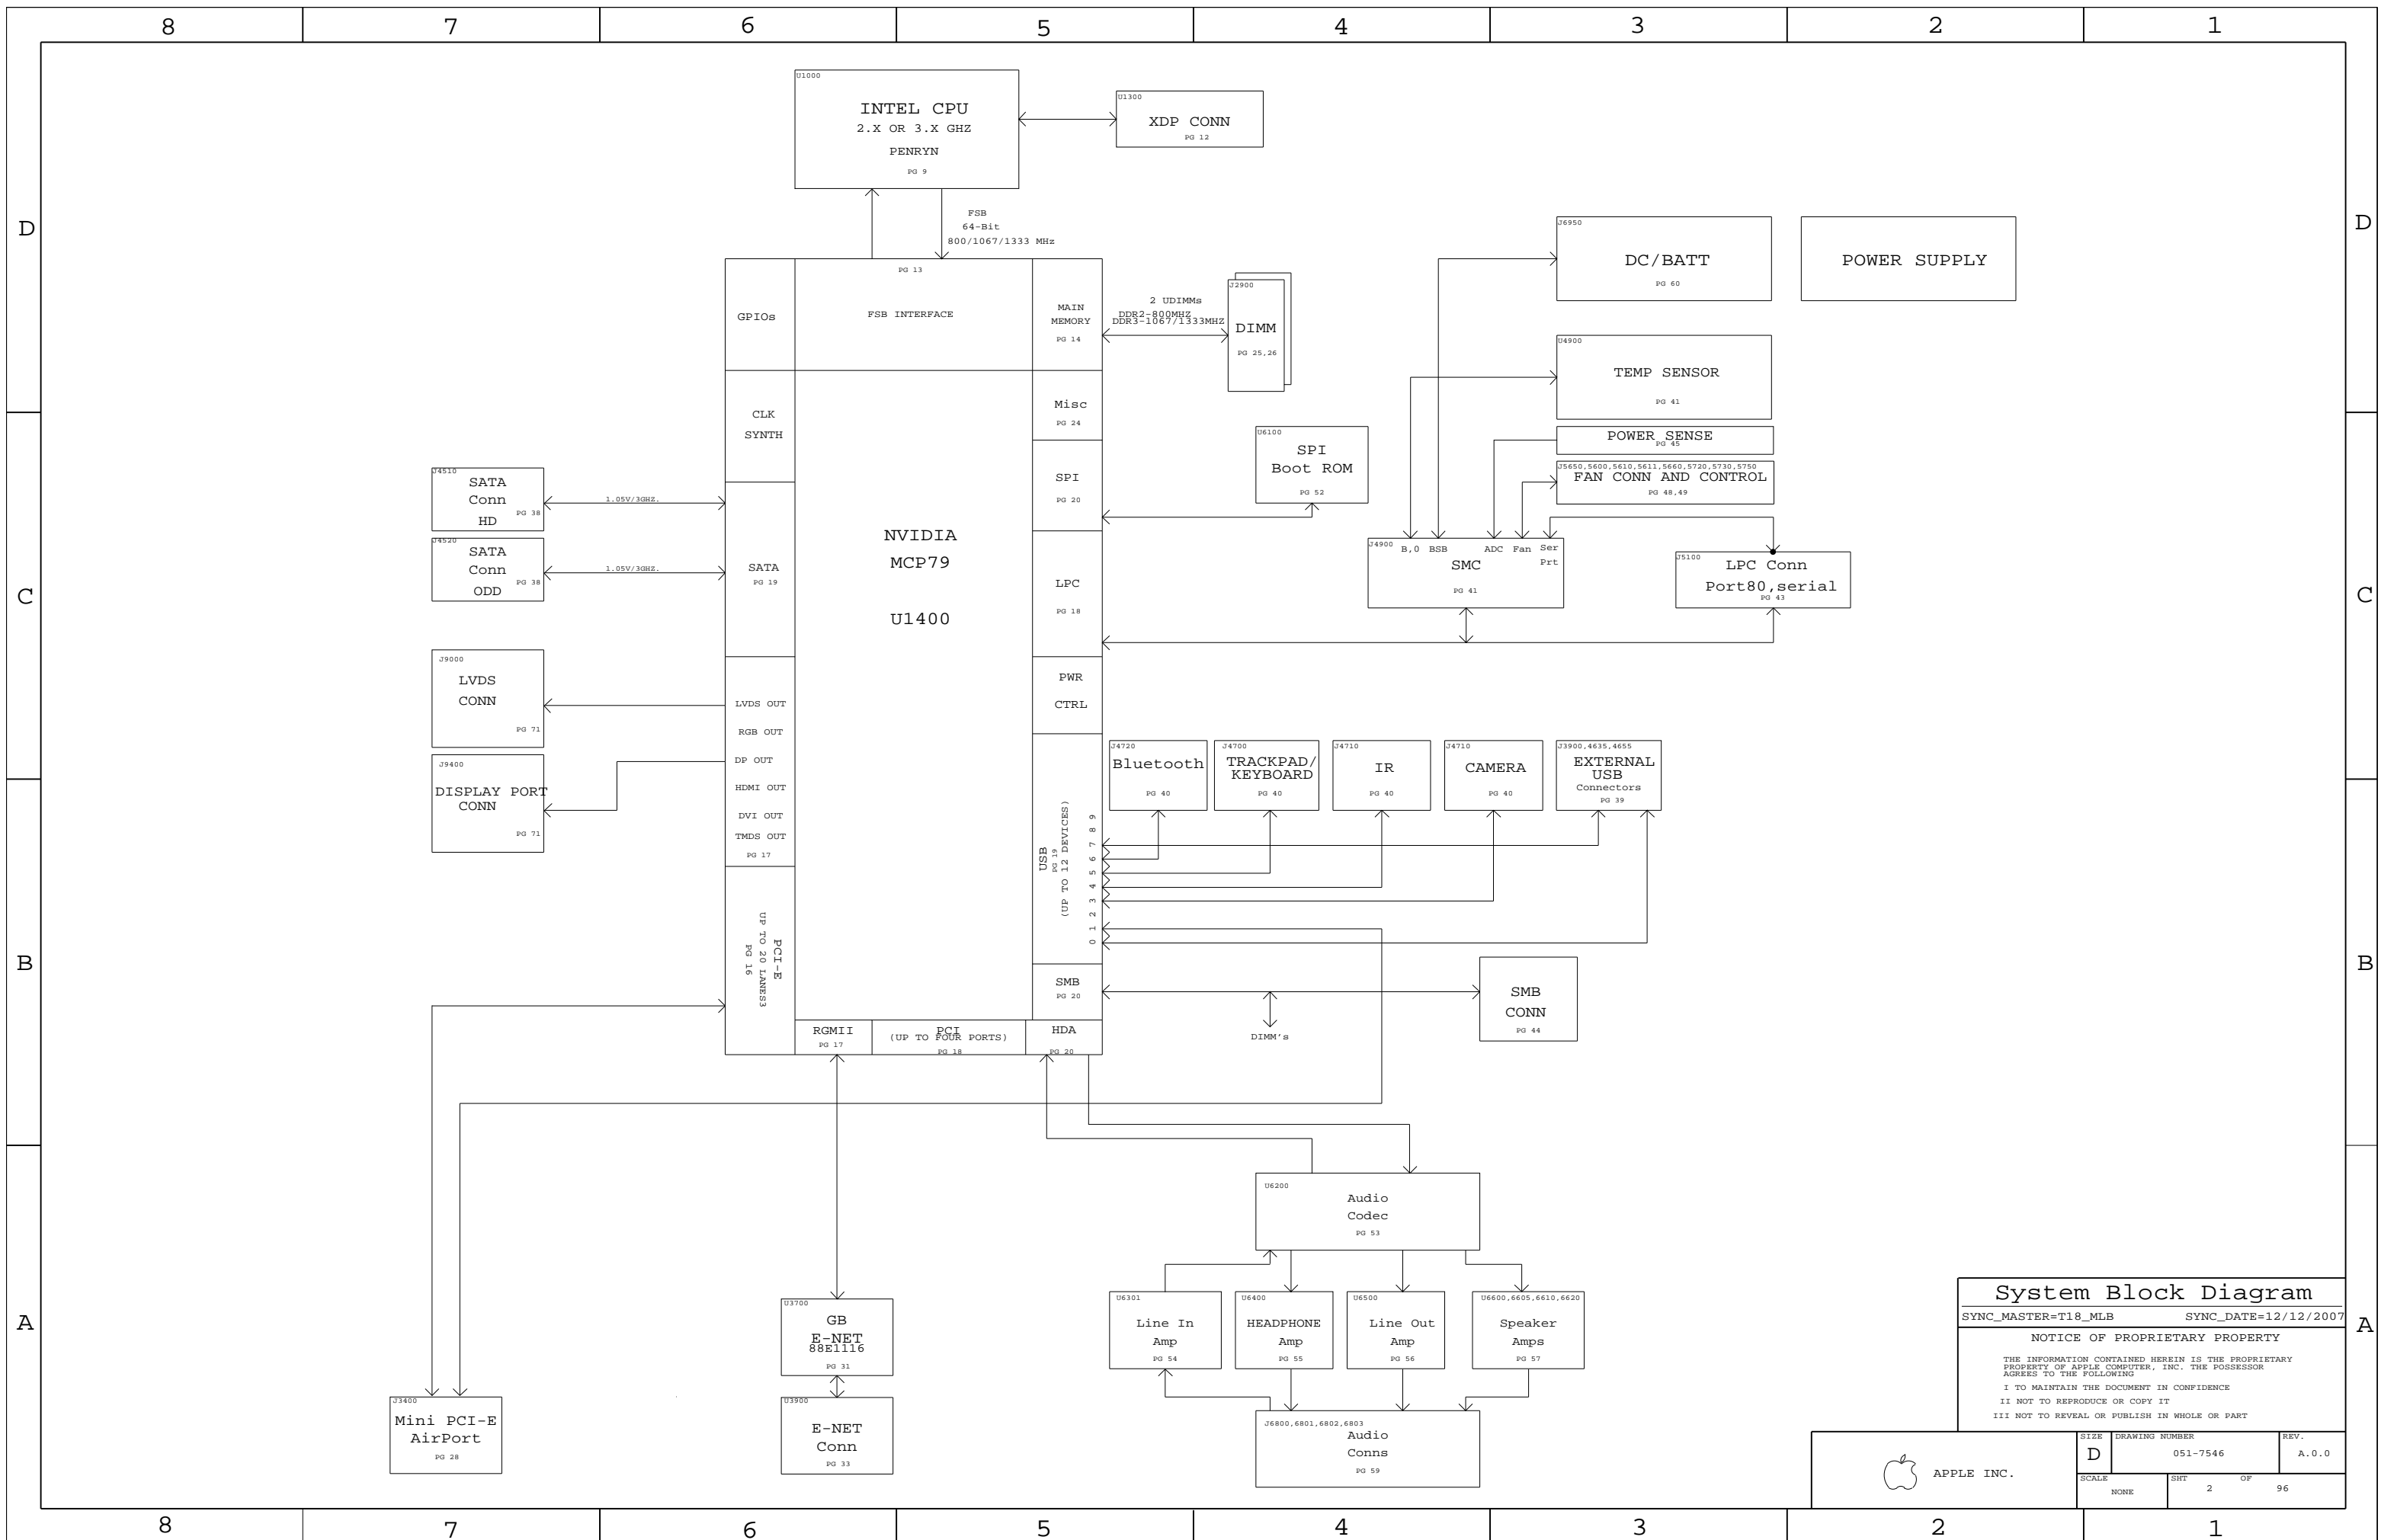 8 7 6 5 4 3 2 1
D
C
B
A
D
C
B
A
U1000
INTEL CPU
2.X OR 3.X GHZ
PENRYN
PG 9
U1300
XDP CONN
PG 12
FSB
64-Bit
800/1067/1333 MHz
J6950
DC/BATT
PG 60
POWER SUPPLY
GPIOs
PG 13
FSB INTERFACE
MAIN
MEMORY
PG 14
2 UDIMMs
DDR2-800MHZ
DDR3-1067/1333MHZ
J2900
DIMM
PG 25,26
U4900
TEMP SENSOR
PG 41
CLK
SYNTH
Misc
PG 24
POWER SENSE
PG 45
J5650,5600,5610,5611,5660,5720,5730,5750
FAN CONN AND CONTROL
PG 48,49
U6100
SPI
Boot ROM
PG 52
SPI
PG 20
J4510
SATA
Conn
HD
PG 38
1.05V/3GHZ.
J4520
SATA
Conn
ODD
PG 38
1.05V/3GHZ.
SATA
PG 19
NVIDIA
MCP79
U1400
LPC
PG 18
J4900
B,0 BSB ADC Fan Ser
Prt
SMC
PG 41
J5100
LPC Conn
Port80,serial
PG 43
PWR
CTRL
J9000
LVDS
CONN
PG 71
J9400
DISPLAY PORT
CONN
PG 71
LVDS OUT
RGB OUT
DP OUT
HDMI OUT
DVI OUT
TMDS OUT
PG 17
J4720
Bluetooth
PG 40
J4700
TRACKPAD/
KEYBOARD
PG 40
J4710
IR
PG 40
J4710
CAMERA
PG 40
J3900,4635,4655
EXTERNAL
USB
Connectors
PG 39
USB
PG 19
(UP TO 12 DEVICES)
0 1 2 3 4 5 6 7 8 9
PCI-E
UP TO 20 LANES3
PG 16
SMB
PG 20
SMB
CONN
PG 44
DIMM's
RGMII
PG 17
PCI
(UP TO FOUR PORTS)
PG 18
HDA
PG 20
U6200
Audio
Codec
PG 53
U6301
Line In
Amp
PG 54
U6400
HEADPHONE
Amp
PG 55
U6500
Line Out
Amp
PG 56
U6600,6605,6610,6620
Speaker
Amps
PG 57
J6800,6801,6802,6803
Audio
Conns
PG 59
U3700
GB
E-NET
88E1116
PG 31
U3900
E-NET
Conn
PG 33
J3400
Mini PCI-E
AirPort
PG 28
System Block Diagram
SYNC_MASTER=T18_MLB SYNC_DATE=12/12/2007
NOTICE OF PROPRIETARY PROPERTY
THE INFORMATION CONTAINED HEREIN IS THE PROPRIETARY
PROPERTY OF APPLE COMPUTER, INC. THE POSSESSOR
AGREES TO THE FOLLOWING
I TO MAINTAIN THE DOCUMENT IN CONFIDENCE
II NOT TO REPRODUCE OR COPY IT
III NOT TO REVEAL OR PUBLISH IN WHOLE OR PART
APPLE INC.
SIZE
D
DRAWING NUMBER
051-7546
REV.
A.0.0
SCALE
NONE
SHT OF
2 96
8 7 6 5 4 3 2 1